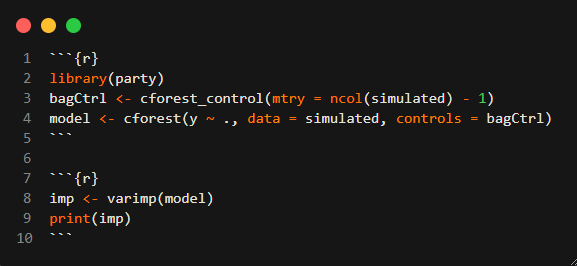 1 ```{r}
2 library(party)
3 bagCtrl <- cforest_control(mtry = ncol(simulated) - 1)
4 model <- cforest(y ~ ., data = simulated, controls = bagCtrl)
5 ```
6
7 ```{r}
8 imp <- varimp(model)
9 print(imp)
10 ```